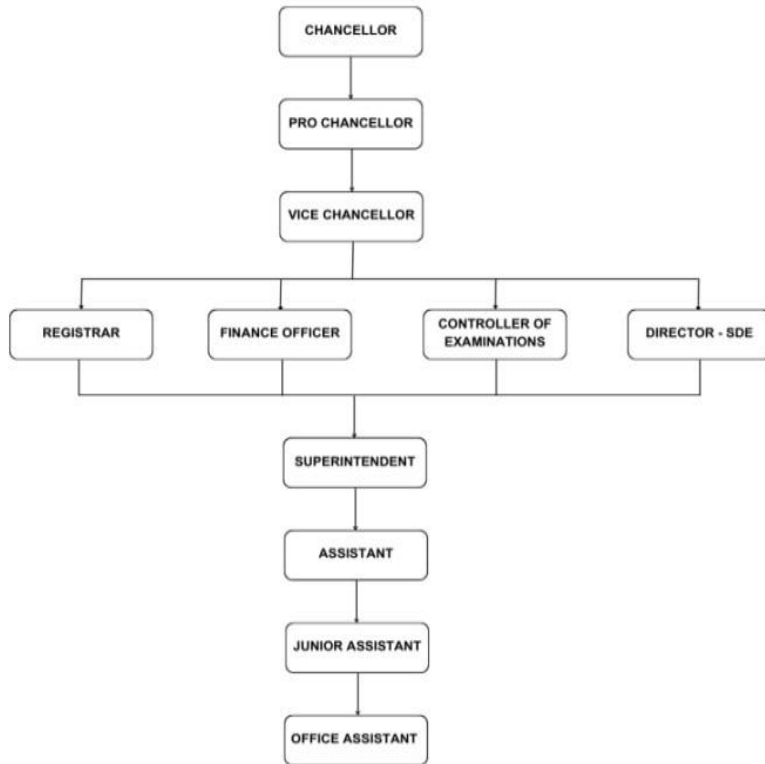 CHANCELLOR
PRO CHANCELLOR
VICE CHANCELLOR
REGISTRAR
FINANCE OFFICER
CONTROLLER OF
EXAMINATIONS
DIRECTOR - SDE
SUPERINTENDENT
ASSISTANT
JUNIOR ASSISTANT
OFFICE ASSISTANT